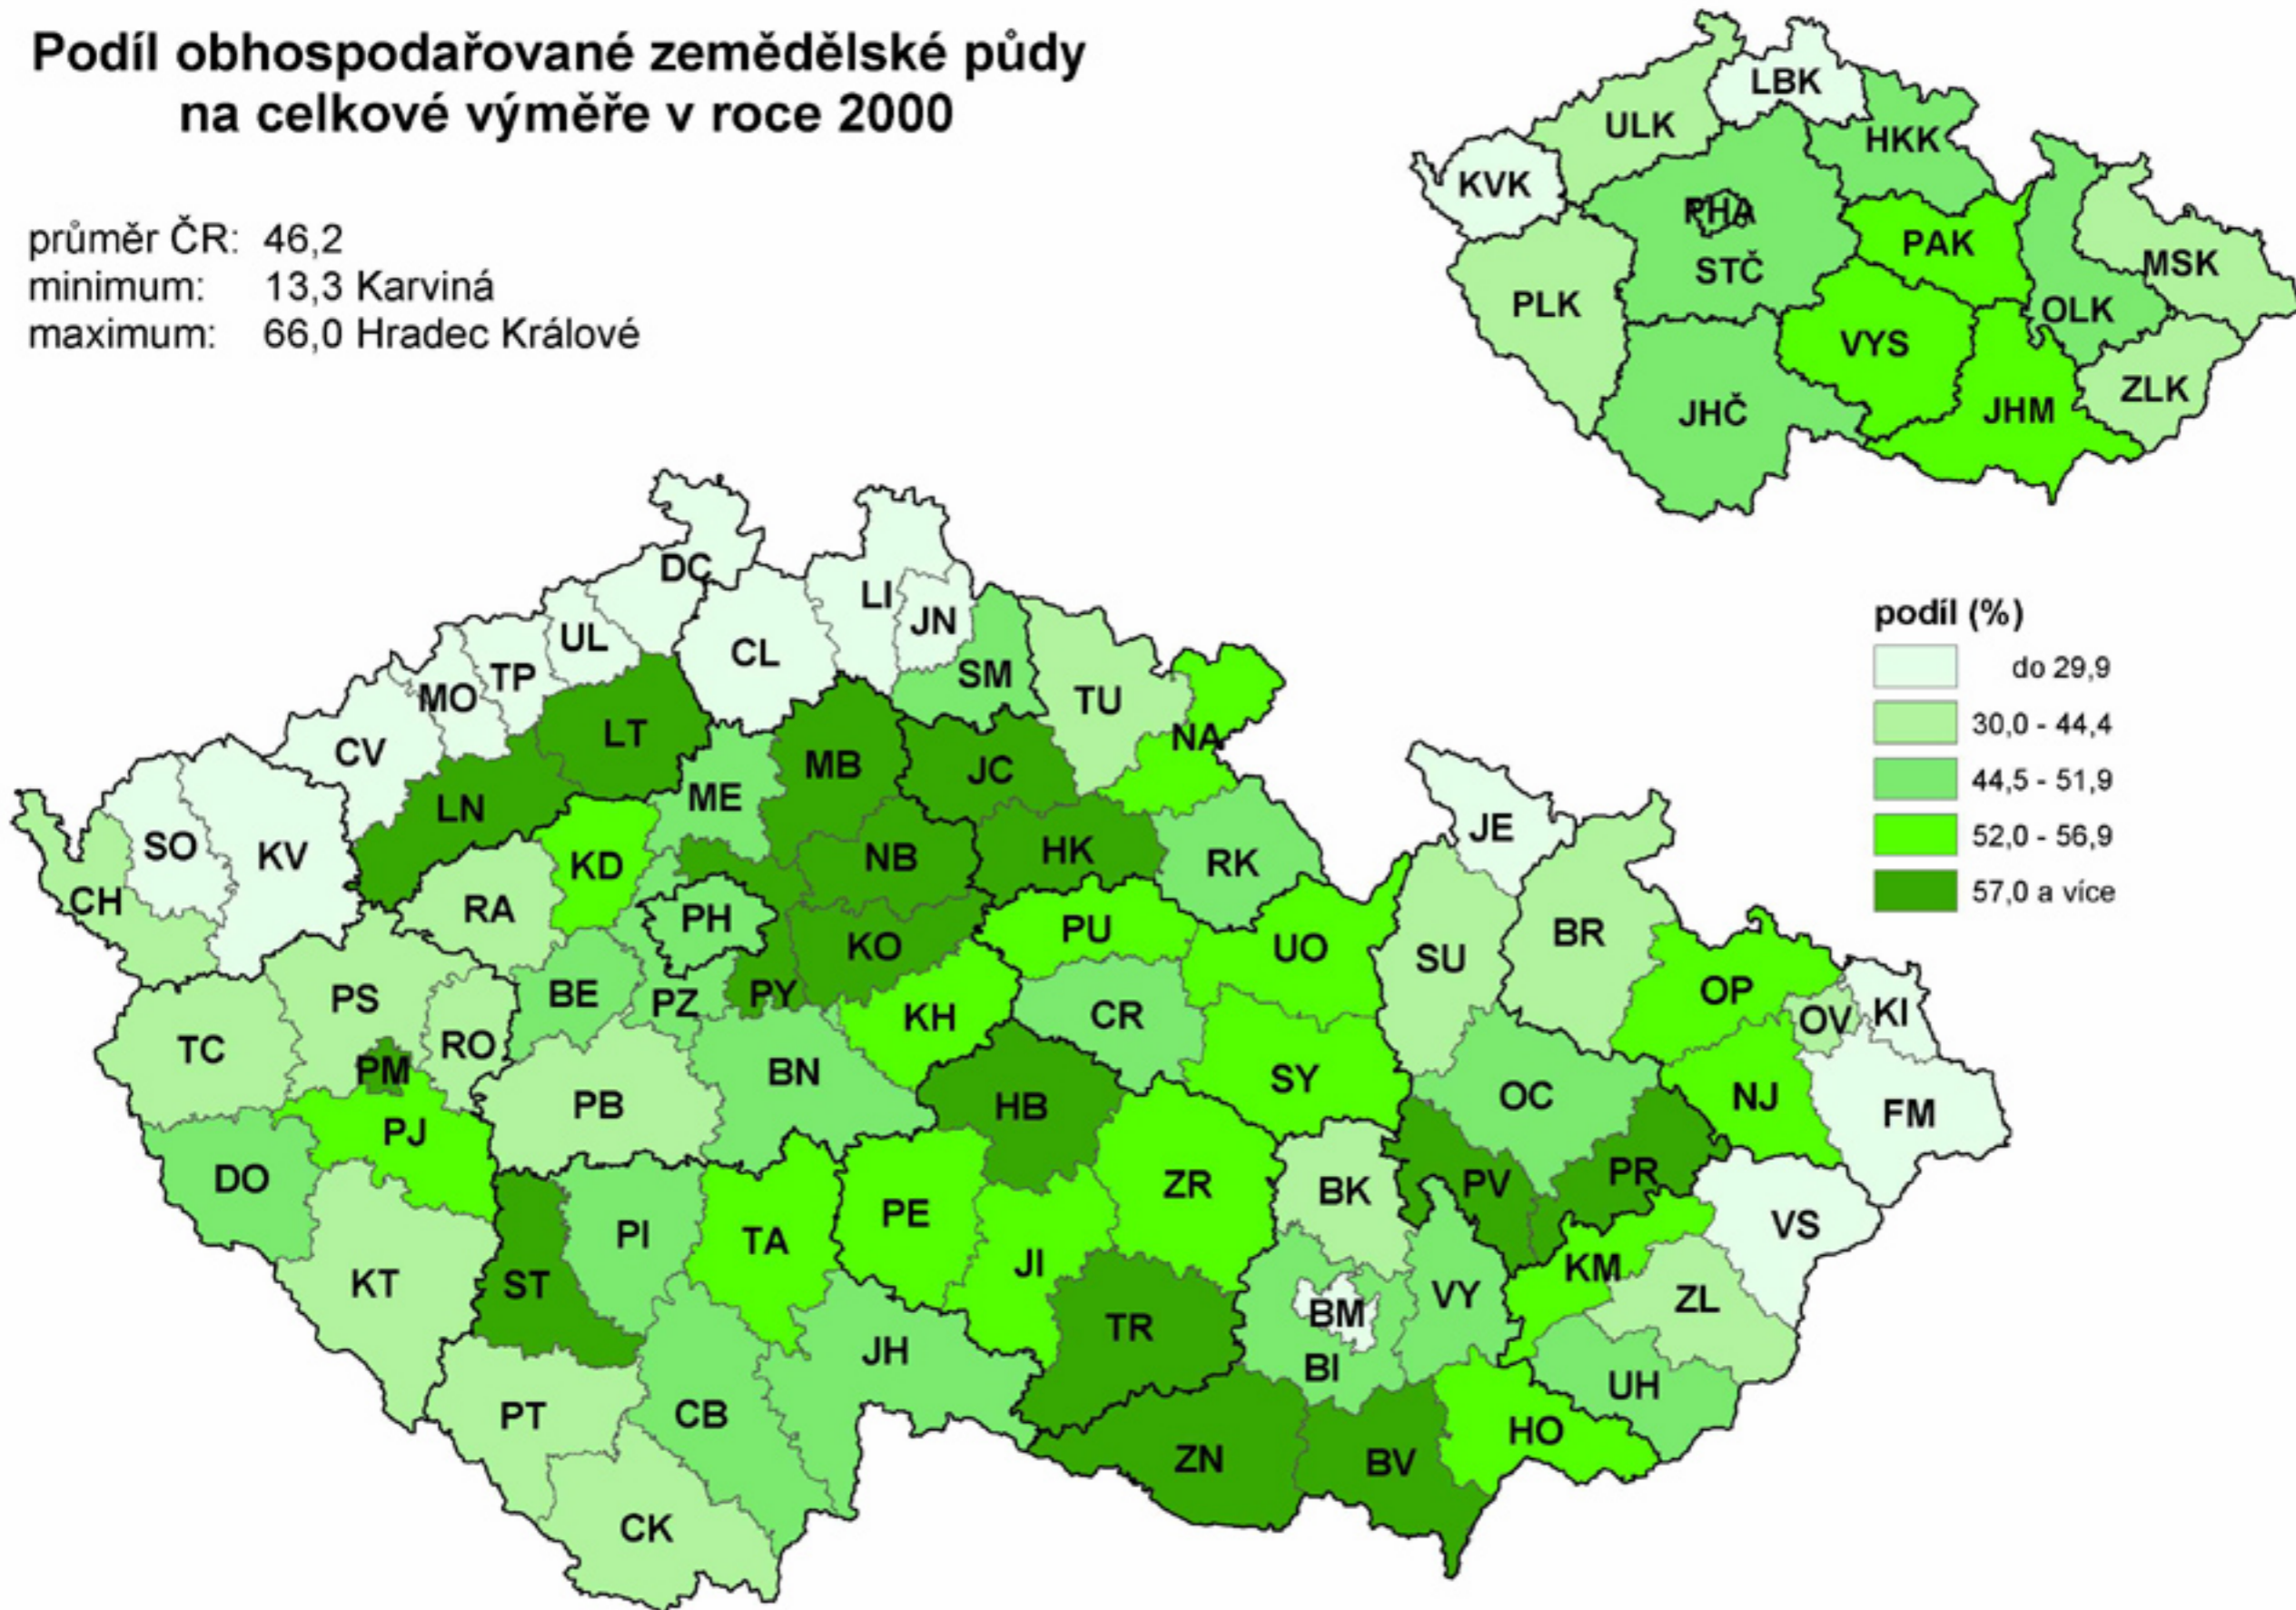 Podíl obhospodařované zemědělské půdy
na celkové výměře v roce 2000
průměr ČR: 46,2
minimum: 13,3 Karviná
maximum: 66,0 Hradec Králové
LBK
ULK
HKK
KVK
PHA
PAK
STČ
MSK
PLK
OLK
VYS
ZLK
JHČ
JHM
podíl (%)
do 29,9
30,0 - 44,4
44,5 - 51,9
52,0 - 56,9
57,0 a více
DC
LI
JN
UL
CL
SM
TP
MO
TU
LT
NA
CV
MB
JC
ME
LN
JE
SO
KV
NB
HK
RK
KD
CH
RA
PH
PU
BR
KO
UO
SU
PS
BE
PZ
PY
OP
KH
CR
OV
KI
TC
RO
PM
BN
SY
OC
NJ
PB
HB
FM
PJ
DO
PR
PV
ZR
BK
PE
VS
PI
TA
JI
KM
KT
ST
VY
ZL
BM
TR
JH
BI
UH
PT
CB
HO
ZN
BV
CK